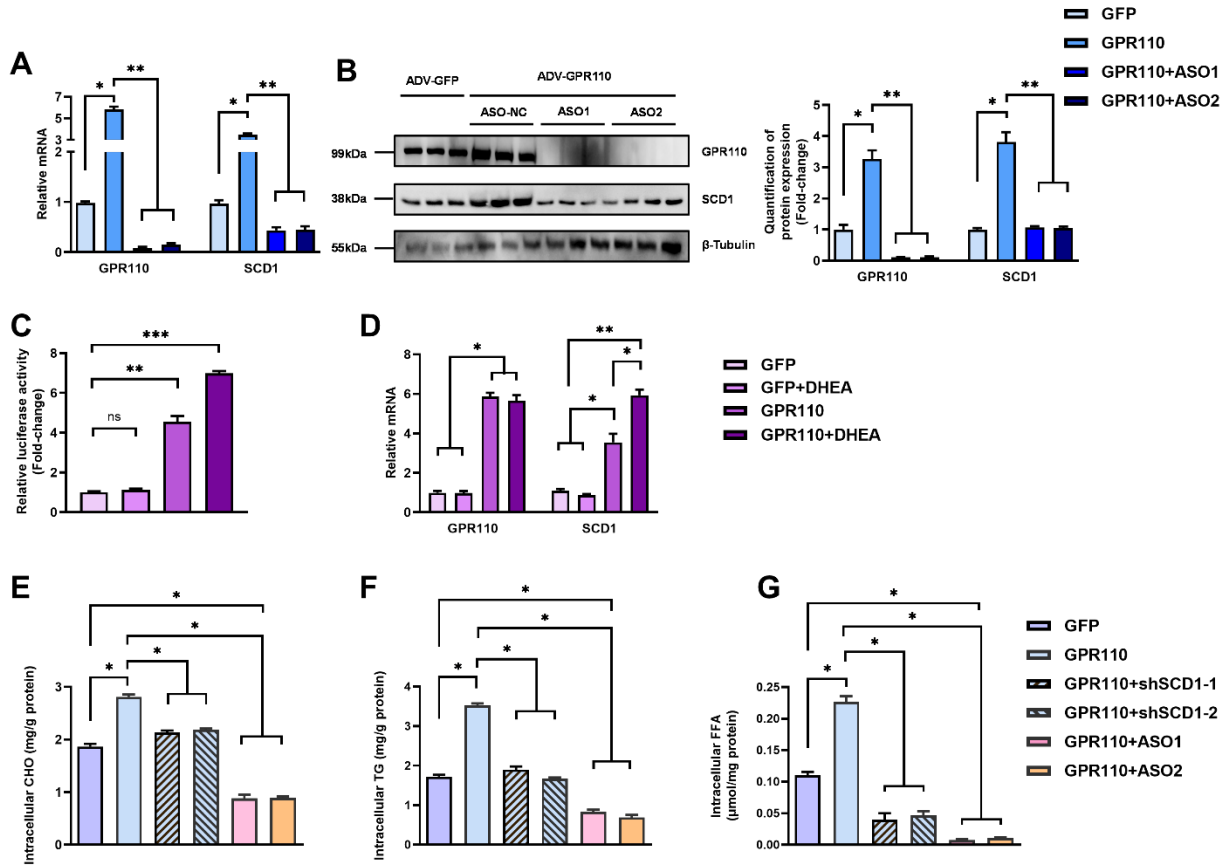 GFP
GPR110
GPR110+ASO1
GPR110+ASO2
A
Relative mRNA
7
5
3
2
1
0
*
**
*
**
GPR110
SCD1
B
ADV-GFP
ADV-GPR110
ASO-NC
ASO1
ASO2
99kDa
GPR110
38kDa
SCD1
55kDa
β-Tubulin
Quantification of
protein expression
(Fold-change)
5
4
3
2
1
0
*
**
*
**
GPR110
SCD1
C
Relative luciferase activity
(Fold-change)
8
6
4
2
0
***
**
ns
D
Relative mRNA
8
6
4
2
0
*
**
*
*
GPR110
SCD1
GFP
GFP+DHEA
GPR110
GPR110+DHEA
E
Intracellular CHO (mg/g protein)
3
2
1
0
*
*
*
*
F
Intracellular TG (mg/g protein)
4
3
2
1
0
*
*
*
*
G
Intracellular FFA
(μmol/mg protein)
0.25
0.20
0.15
0.10
0.05
0.00
*
*
*
*
GFP
GPR110
GPR110+shSCD1-1
GPR110+shSCD1-2
GPR110+ASO1
GPR110+ASO2